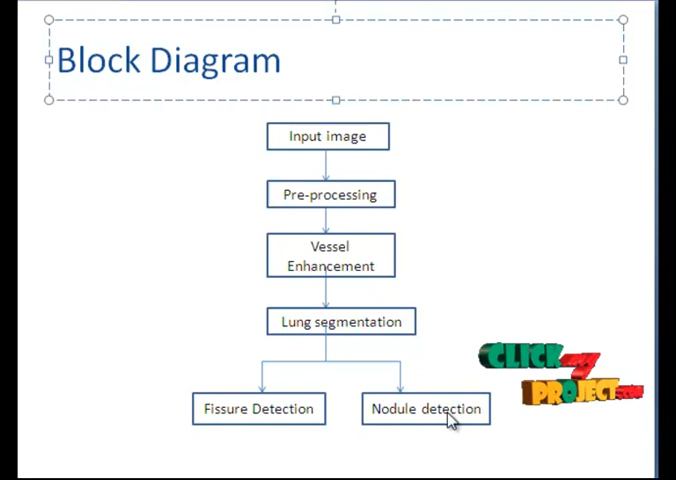 Block Diagram
Input image
Pre-processing
Vessel
Enhancement
Lung segmentation
Fissure Detection
Nodule detection
CLICK
PROJECT